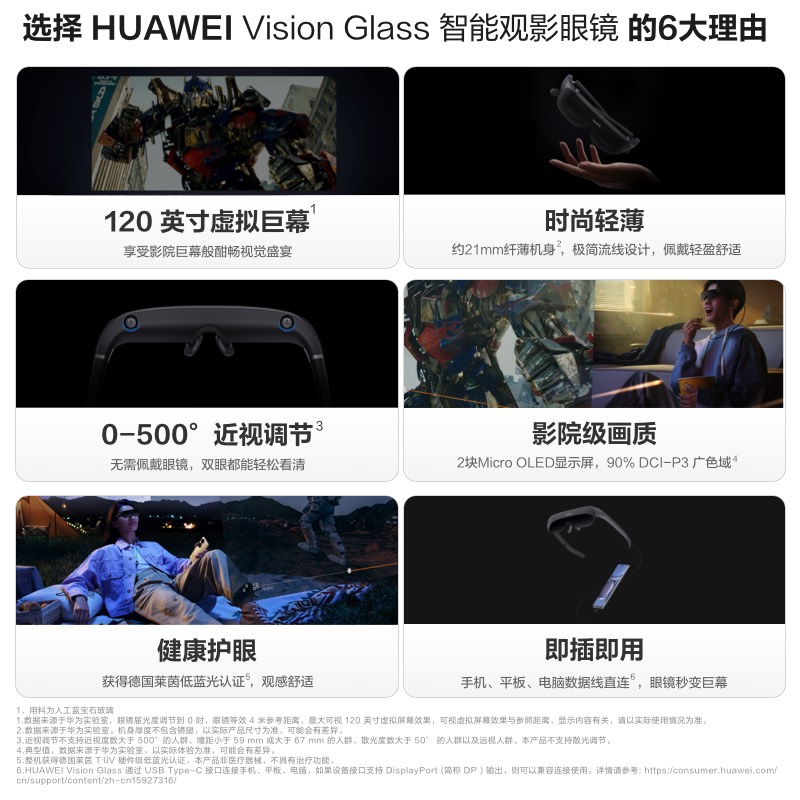 选择 HUAWEI Vision Glass 智能观影眼镜 的6大理由
120 英寸虚拟巨幕1
享受影院巨幕般酣畅视觉盛宴
时尚轻薄
约21mm纤薄机身2，极简流线设计，佩戴轻盈舒适
0-500° 近视调节3
无需佩戴眼镜，双眼都能轻松看清
影院级画质
2块Micro OLED显示屏，90% DCI-P3 广色域4
健康护眼
获得德国莱茵低蓝光认证5，观感舒适
即插即用
手机、平板、电脑数据线直连6，眼镜秒变巨幕
1、用料为人工蓝宝石玻璃
1.数据来源于华为实验室，眼镜屈光度调节到 0 时，眼镜等效 4 米参考距离，最大可视 120 英寸虚拟屏幕效果，可视虚拟屏幕效果与参照距离、显示内容有关，请以实际使用情况为准。
2.数据来源于华为实验室，机身厚度不包含镜腿，以实际产品尺寸为准，可能会有差异。
3.近视调节不支持近视度数大于 500° 的人群，瞳距小于 59 mm 或大于 67 mm 的人群，散光度数大于 50° 的人群以及远视人群。本产品不支持散光调节。
4.典型值，数据来源于华为实验室，以实际体验为准，可能会有差异。
5.整机获得德国莱茵 TÜV 硬件级低蓝光认证，本产品非医疗器械，不具有治疗功能。
6.HUAWEI Vision Glass 通过 USB Type-C 接口连接手机、平板、电脑，如果设备接口支持 DisplayPort (简称 DP ) 输出，则可以兼容连接使用。详情请参考: https:/consumer.huawei.com/
cn/support/content/zh-cn15927316/